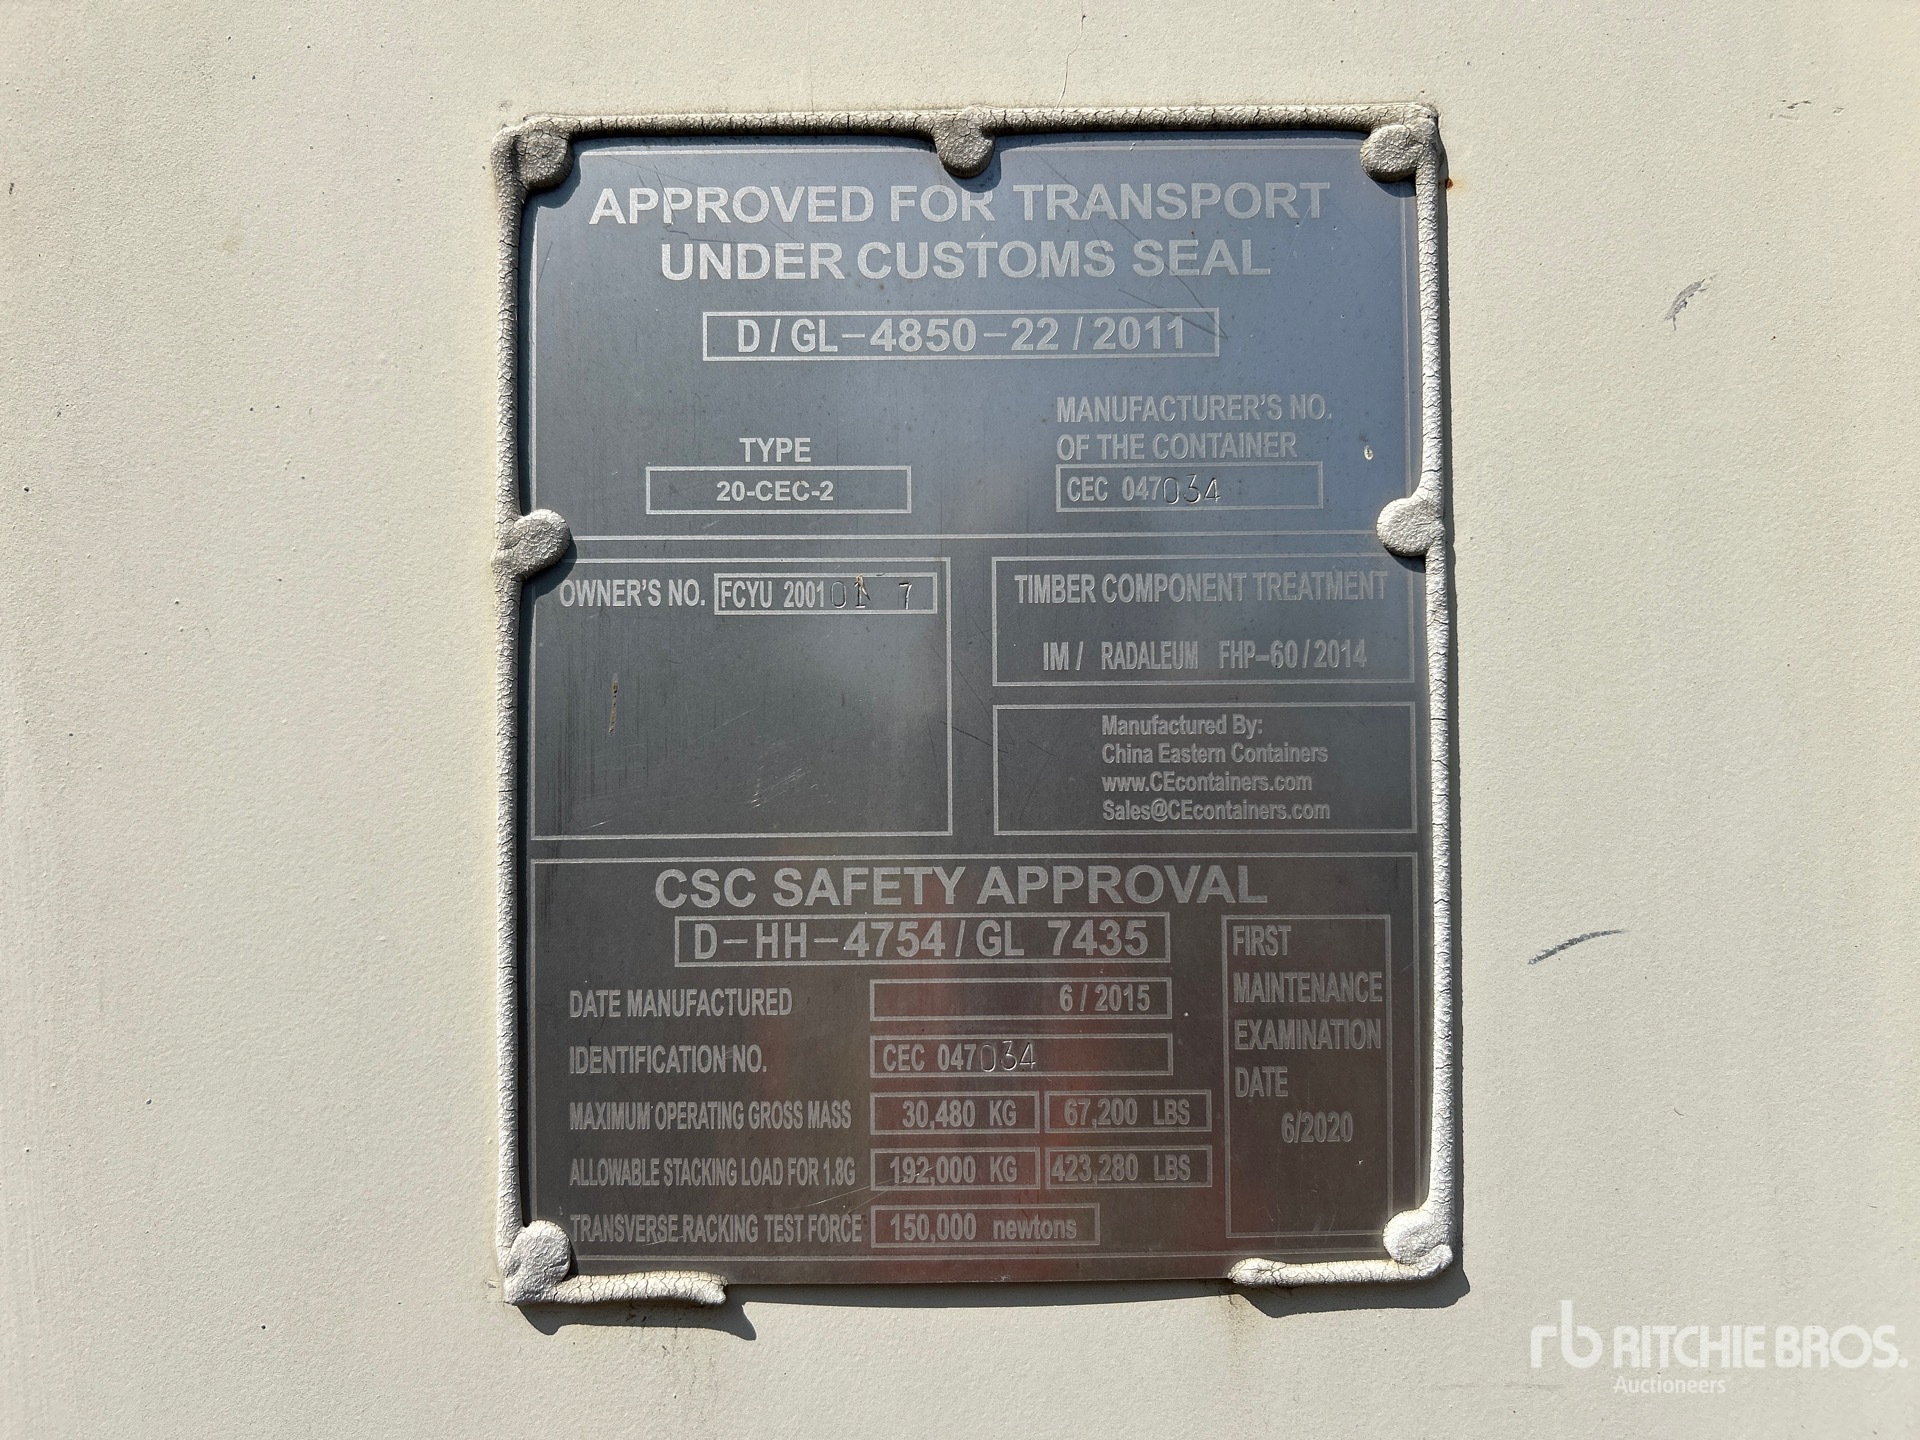 APPROVED FOR TRANSPORT
UNDER CUSTOMS SEAL
D/GL-4850-22/2011
TYPE
20-CEC-2
MANUFACTURER'S NO.
OF THE CONTAINER
CEC 047034
OWNER'S NO. FCYU 200101 7
TIMBER COMPONENT TREATMENT
IM / RADALEUM FHP-60/2014
Manufactured By:
China Eastern Containers
www.CEcontainers.com
Sales@CEcontainers.com
CSC SAFETY APPROVAL
D-HH-4754/GL 7435
DATE MANUFACTURED 6/2015
IDENTIFICATION NO. CEC 047034
MAXIMUM OPERATING GROSS MASS 30,480 KG 67,200 LBS
ALLOWABLE STACKING LOAD FOR 1.8G 192,000 KG 423,280 LBS
TRANSVERSE RACKING TEST FORCE 150,000 newtons
FIRST
MAINTENANCE
EXAMINATION
DATE
6/2020
rb RITCHIE BROS.
Auctioneers